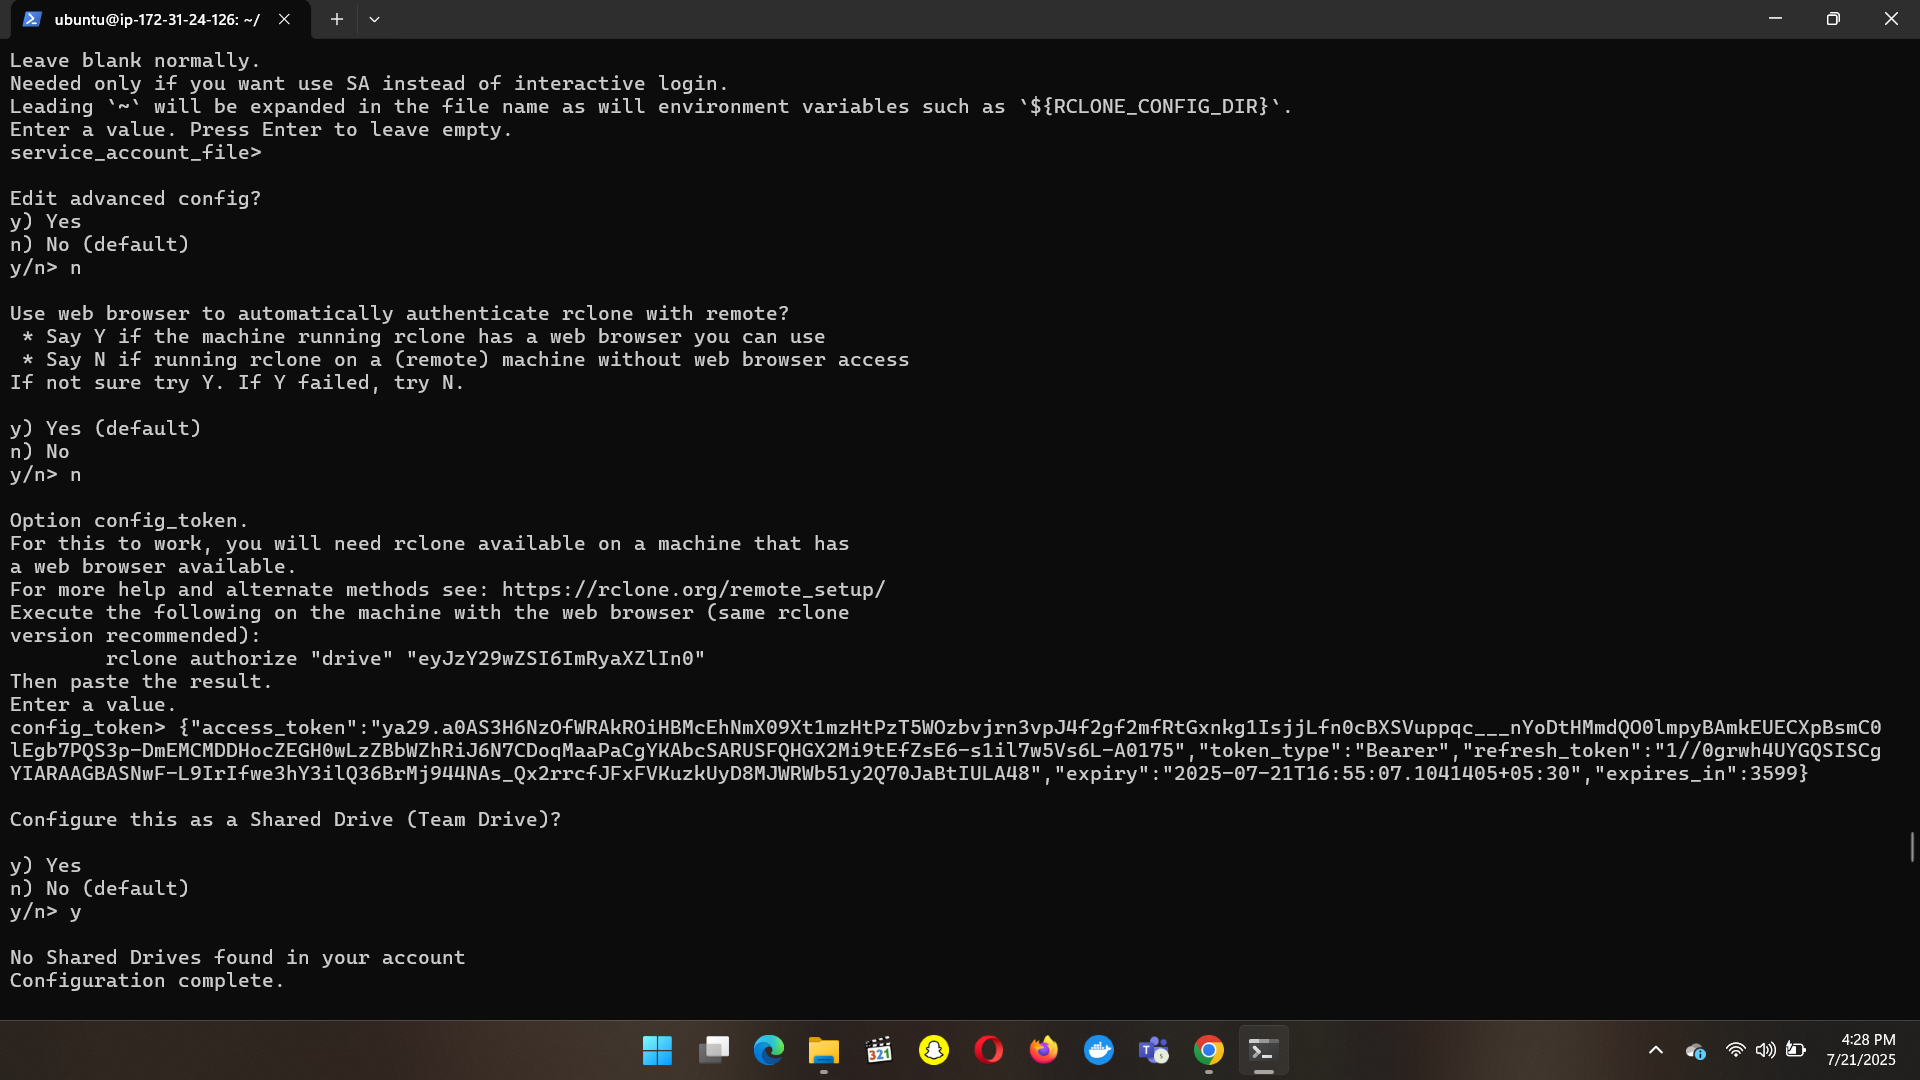 ubuntu@ip-172-31-24-126: ~/
Leave blank normally.
Needed only if you want use SA instead of interactive login.
Leading `~` will be expanded in the file name as will environment variables such as `${RCLONE_CONFIG_DIR}`.
Enter a value. Press Enter to leave empty.
service_account_file>
Edit advanced config?
y) Yes
n) No (default)
y/n> n
Use web browser to automatically authenticate rclone with remote?
* Say Y if the machine running rclone has a web browser you can use
* Say N if running rclone on a (remote) machine without web browser access
If not sure try Y. If Y failed, try N.
y) Yes (default)
n) No
y/n> n
Option config_token.
For this to work, you will need rclone available on a machine that has
a web browser available.
For more help and alternate methods see: https://rclone.org/remote_setup/
Execute the following on the machine with the web browser (same rclone
version recommended):
rclone authorize "drive" "eyJzY29wZSI6ImRyaXZlIn0"
Then paste the result.
Enter a value.
config_token> {"access_token":"ya29.a0AS3H6NzOfWRAkROiHBMcEhNmX09Xt1mzHtPzT5WOzbvjrn3vpJ4f2gf2mfRtGxnkg1IsjjLfn0cBXSVuppqc___nYoDtHMmdQO0lmpyBAmkEUECXpBsmC0
lEgb7PQS3p-DmEMCMDDHocZEGH0wLzZBbWZhRiJ6N7CDoqMaaPaCgYKAbcSARUSFQHGX2Mi9tEfZsE6-s1il7w5Vs6L-A0175","token_type":"Bearer","refresh_token":"1//0grwh4UYGQSISCg
YIARAAGBASNwF-L9IrIfwe3hY3ilQ36BrMj944NAs_Qx2rrcfJFxFVKuzkUyD8MJWRWb51y2Q70JaBtIULA48","expiry":"2025-07-21T16:55:07.1041405+05:30","expires_in":3599}
Configure this as a Shared Drive (Team Drive)?
y) Yes
n) No (default)
y/n> y
No Shared Drives found in your account
Configuration complete.
321
4:28 PM
7/21/2025